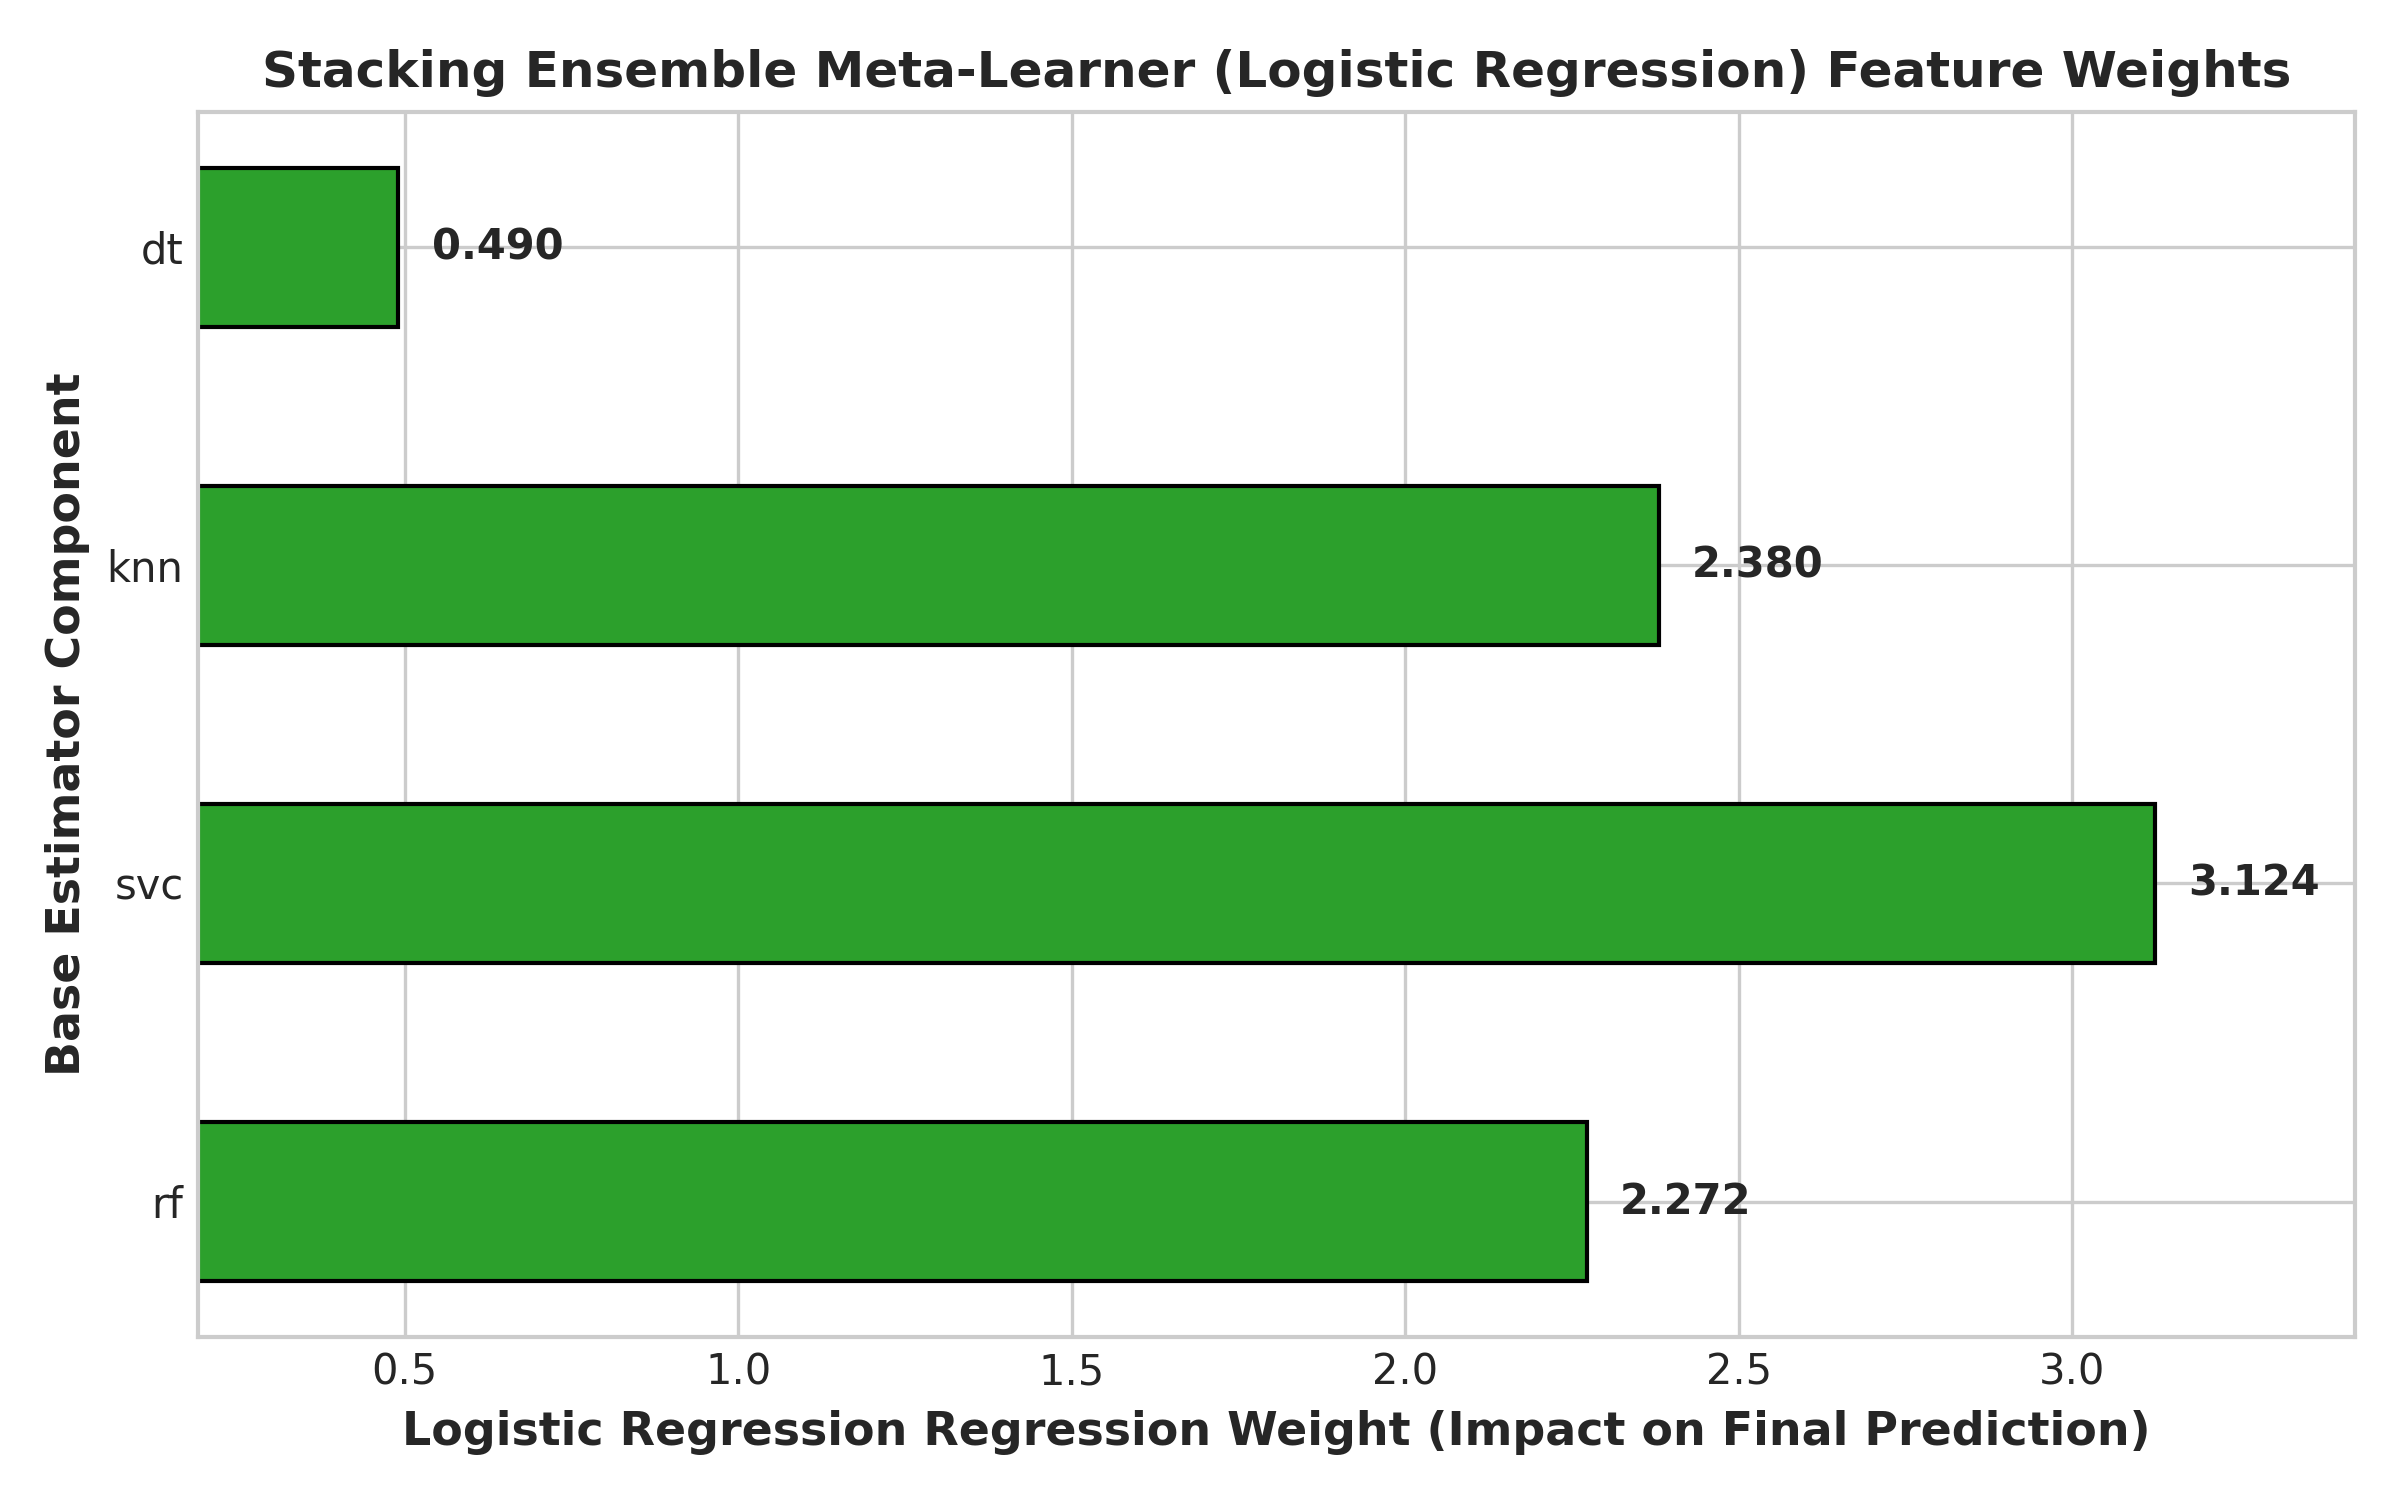 Stacking Ensemble Meta-Learner (Logistic Regression) Feature Weights
Base Estimator Component
dt
0.490
knn
2.380
svc
3.124
rf
2.272
0.5 1.0 1.5 2.0 2.5 3.0
Logistic Regression Regression Weight (Impact on Final Prediction)